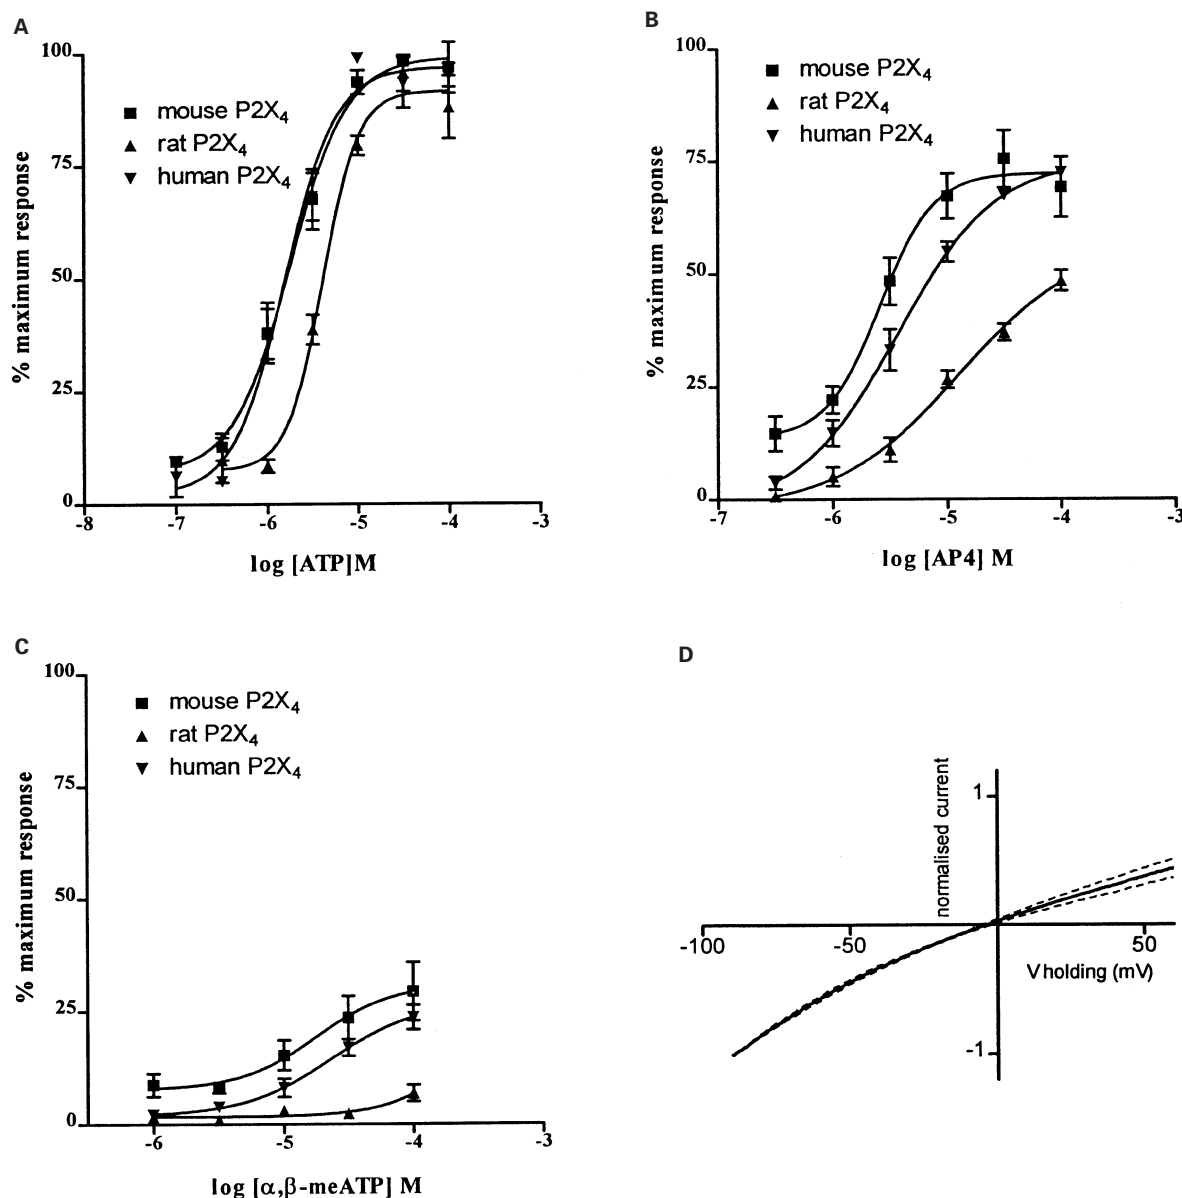 A
100
75
50
25
0
% maximum response
mouse P2X4
rat P2X4
human P2X4
-8
-7
-6
-5
-4
-3
log [ATP]M
B
100
75
50
25
0
% maximum response
mouse P2X4
rat P2X4
human P2X4
-7
-6
-5
-4
-3
log [AP4] M
C
100
75
50
25
0
% maximum response
mouse P2X4
rat P2X4
human P2X4
-6
-5
-4
-3
log [α,β-meATP] M
D
normalised current
1
-100
-50
50
V holding (mV)
-1